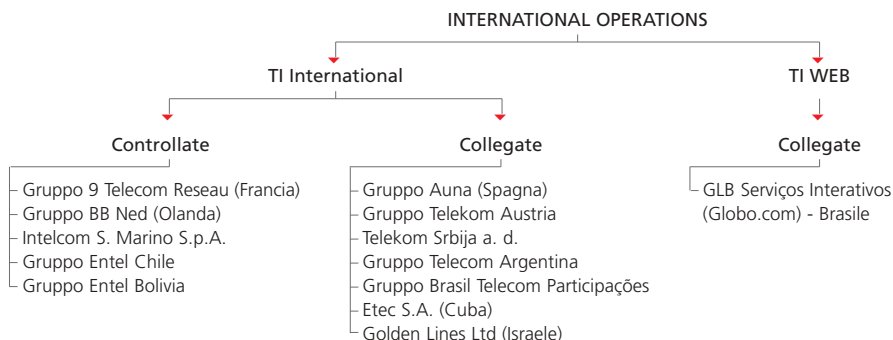 INTERNATIONAL OPERATIONS
TI International
TI WEB
Controllate
Collegate
Collegate
Gruppo 9 Telecom Reseau (Francia)
Gruppo BB Ned (Olanda)
Intelcom S. Marino S.p.A.
Gruppo Entel Chile
Gruppo Entel Bolivia
Gruppo Auna (Spagna)
Gruppo Telekom Austria
Telekom Srbija a. d.
Gruppo Telecom Argentina
Gruppo Brasil Telecom Participações
Etec S.A. (Cuba)
Golden Lines Ltd (Israele)
GLB Serviços Interativos
(Globo.com) - Brasile